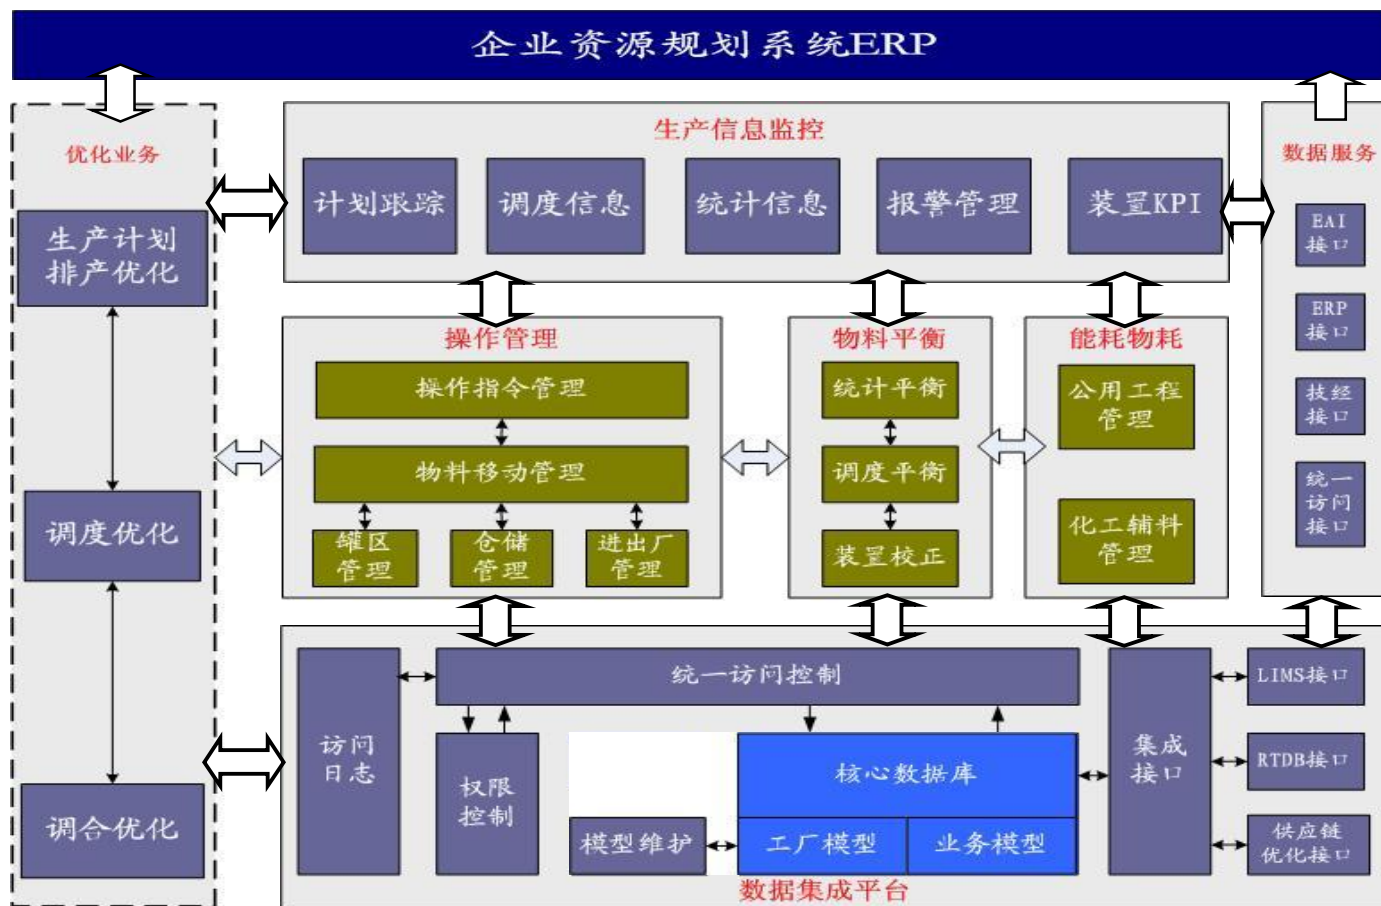 企业资源规划系统ERP
优化业务
生产计划
排产优化
调度优化
调合优化
生产信息监控
计划跟踪
调度信息
统计信息
报警管理
装置KPI
数据服务
EAI
接口
ERP
接口
技经
接口
统一
访问
接口
操作管理
操作指令管理
物料移动管理
罐区
管理
仓储
管理
进出厂
管理
物料平衡
统计平衡
调度平衡
装置校正
能耗物耗
公用工程
管理
化工辅料
管理
访问
日志
统一访问控制
权限
控制
核心数据库
模型维护
工厂模型
业务模型
集成
接口
LIMS接口
RTDB接口
供应链
优化接口
数据集成平台